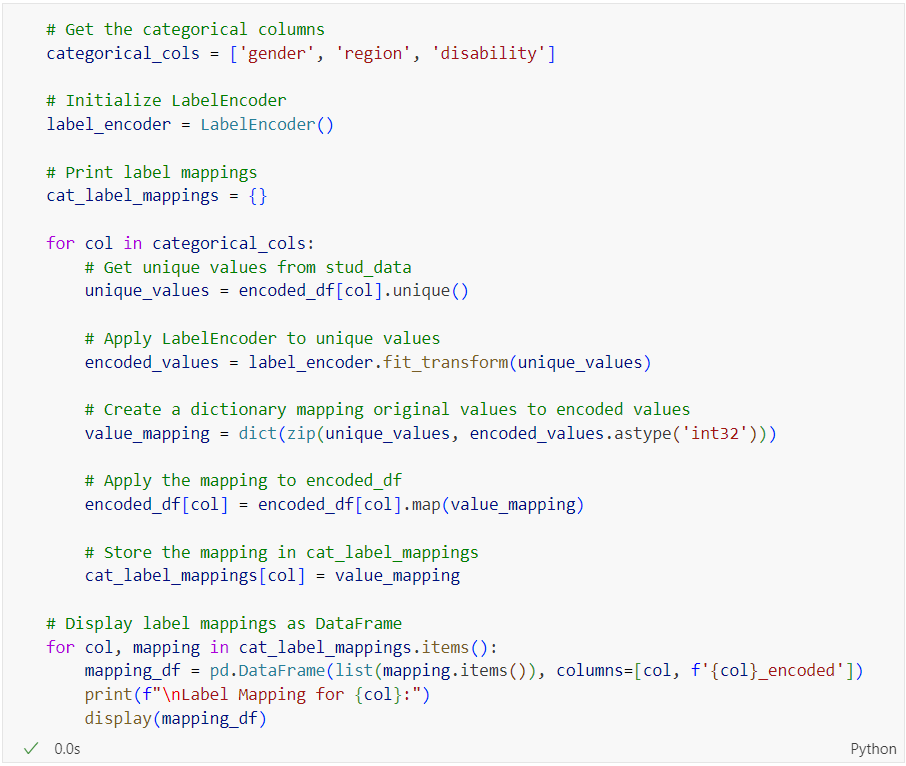 # Get the categorical columns
categorical_cols = ['gender', 'region', 'disability']
# Initialize LabelEncoder
label_encoder = LabelEncoder()
# Print label mappings
cat_label_mappings = {}
for col in categorical_cols:
    # Get unique values from stud_data
    unique_values = encoded_df[col].unique()
    # Apply LabelEncoder to unique values
    encoded_values = label_encoder.fit_transform(unique_values)
    # Create a dictionary mapping original values to encoded values
    value_mapping = dict(zip(unique_values, encoded_values.astype('int32')))
    # Apply the mapping to encoded_df
    encoded_df[col] = encoded_df[col].map(value_mapping)
    # Store the mapping in cat_label_mappings
    cat_label_mappings[col] = value_mapping
# Display label mappings as DataFrame
for col, mapping in cat_label_mappings.items():
    mapping_df = pd.DataFrame(list(mapping.items()), columns=[col, f'{col}_encoded'])
    print(f"\nLabel Mapping for {col}:")
    display(mapping_df)
0.0s Python